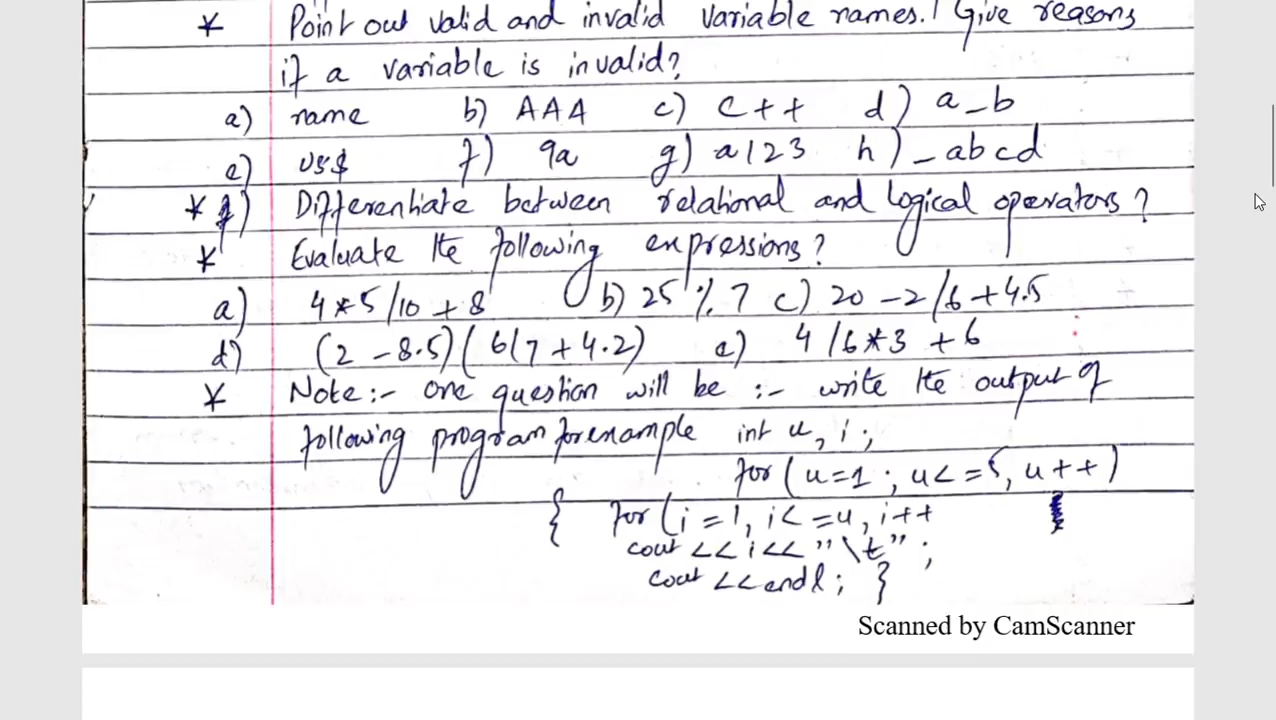 * Point out valid and invalid variable names. Give reasons
if a variable is invalid?
a) name b) AAA c) C++ d) a_b
e) US$ f) 9a g) a123 h) _abcd
* Differentiate between relational and logical operators?
* Evaluate the following expressions?
a) 4*5/10+8 b) 25 % 7 c) 20-2/6+4.5
d) (2-8.5)(6/7+4.2) e) 4/6*3+6
* Note:- one question will be :- write the output of
following program for example int u, i;
for (u=1; u<=5, u++)
{ for (i=1, i<=u, i++
cout <<i<< "\t" ;
cout <<endl; }
Scanned by CamScanner